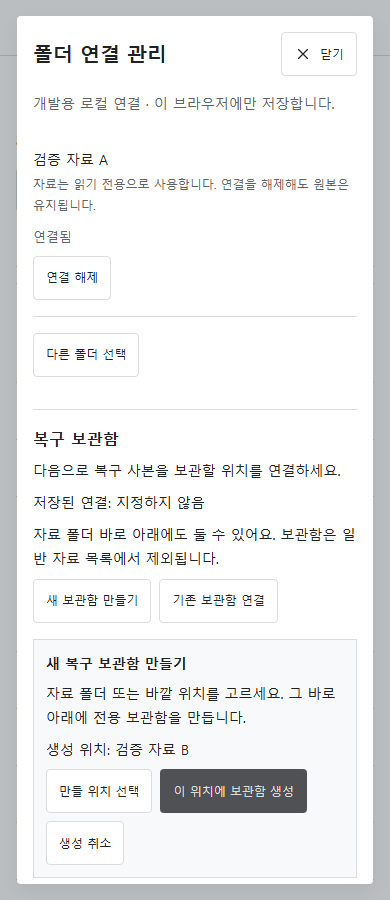 폴더 연결 관리
닫기
개발용 로컬 연결 · 이 브라우저에만 저장합니다.
검증 자료 A
자료는 읽기 전용으로 사용합니다. 연결을 해제해도 원본은
유지됩니다.
연결됨
연결 해제
다른 폴더 선택
복구 보관함
다음으로 복구 사본을 보관할 위치를 연결하세요.
저장된 연결: 지정하지 않음
자료 폴더 바로 아래에도 둘 수 있어요. 보관함은 일
반 자료 목록에서 제외됩니다.
새 보관함 만들기
기존 보관함 연결
새 복구 보관함 만들기
자료 폴더 또는 바깥 위치를 고르세요. 그 바로
아래에 전용 보관함을 만듭니다.
생성 위치: 검증 자료 B
만들 위치 선택
이 위치에 보관함 생성
생성 취소